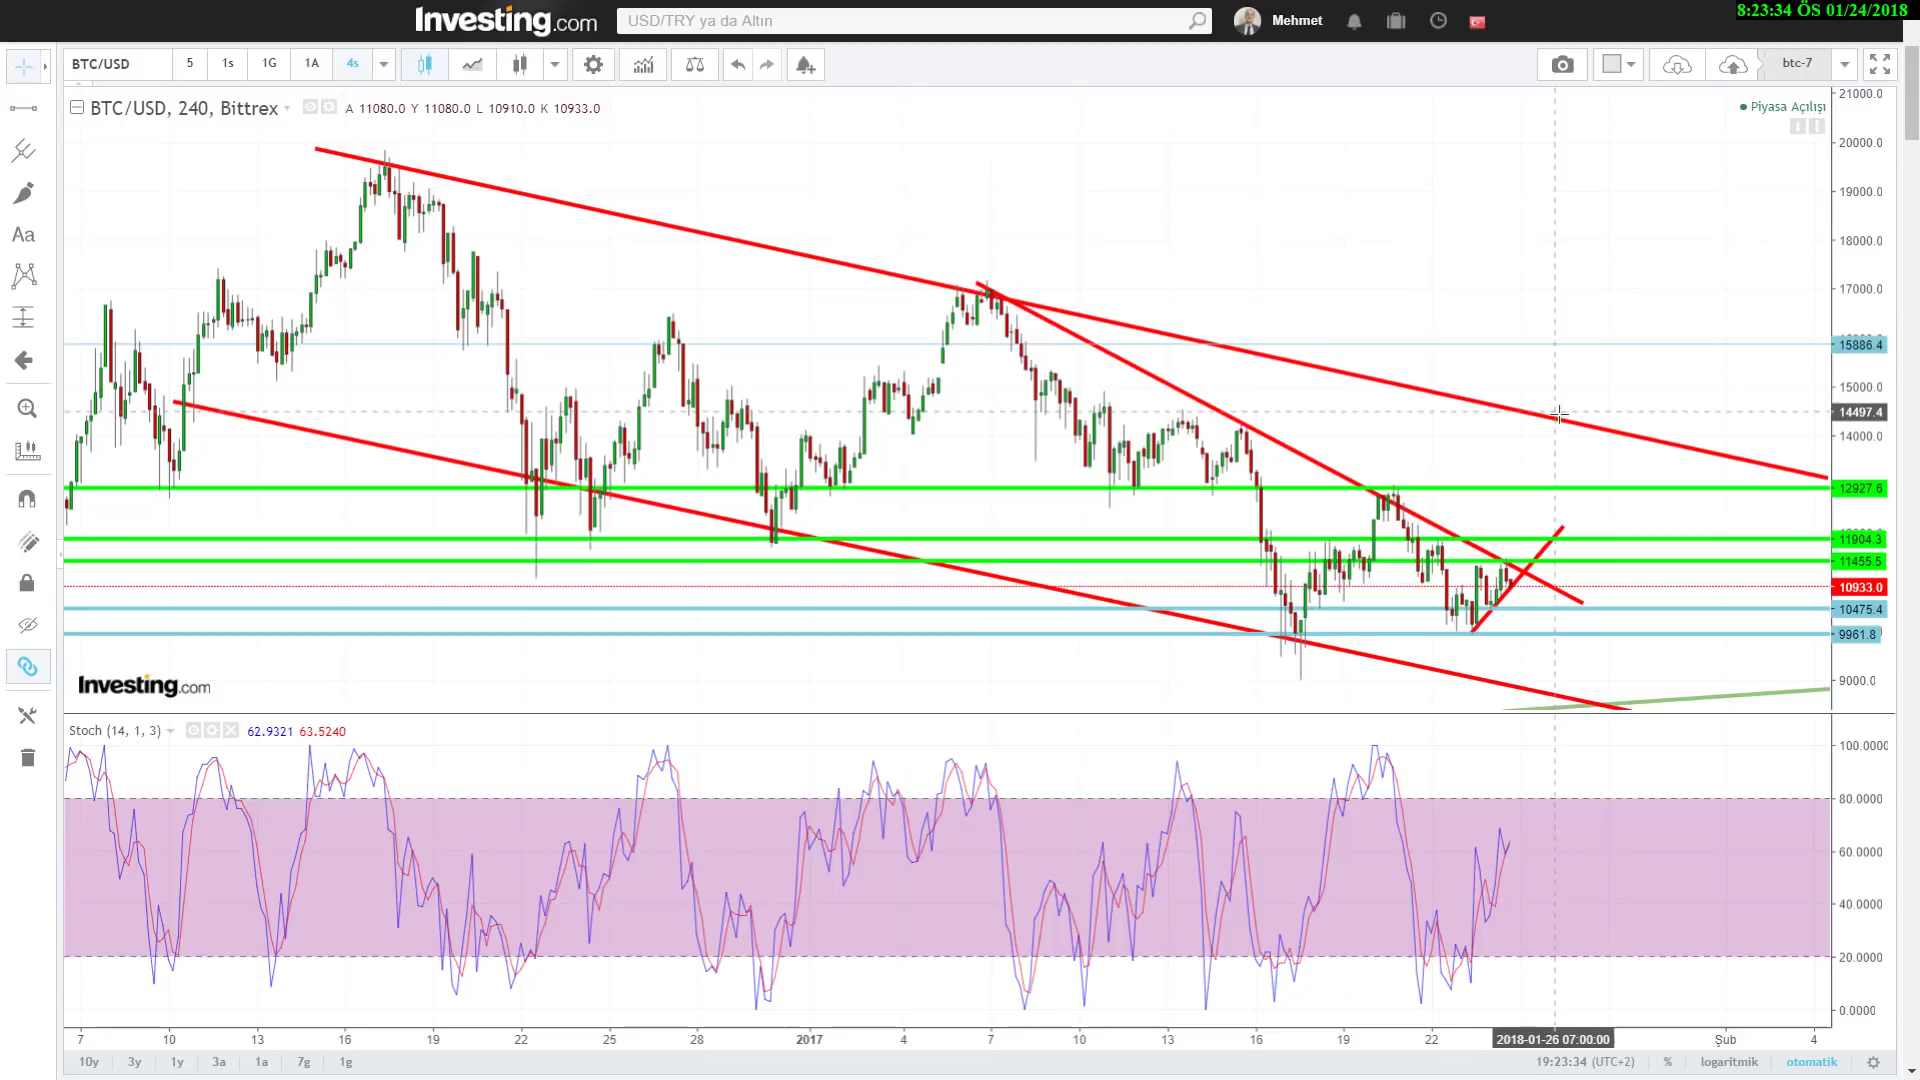 8:23:34 ÖS 01/24/2018
Investing.com
USD/TRY ya da Altın
Mehmet
BTC/USD
5
1s
1G
1A
4s
btc-7
BTC/USD, 240, Bittrex
A 11080.0 Y 11080.0 L 10910.0 K 10933.0
Piyasa Açılışı
Aa
21000.0
20000.0
19000.0
18000.0
17000.0
15886.4
15000.0
14497.4
14000.0
12927.6
11904.3
11455.5
10933.0
10475.4
9961.8
9000.0
Investing.com
Stoch (14, 1, 3)
62.9321 63.5240
100.0000
80.0000
60.0000
40.0000
20.0000
0.0000
7 10 13 16 19 22 25 28 2017 4 7 10 13 16 19 22 2018-01-26 07:00:00 Şub 4
10y 3y 1y 3a 1a 7g 1g
19:23:34 (UTC+2) % logaritmik otomatik